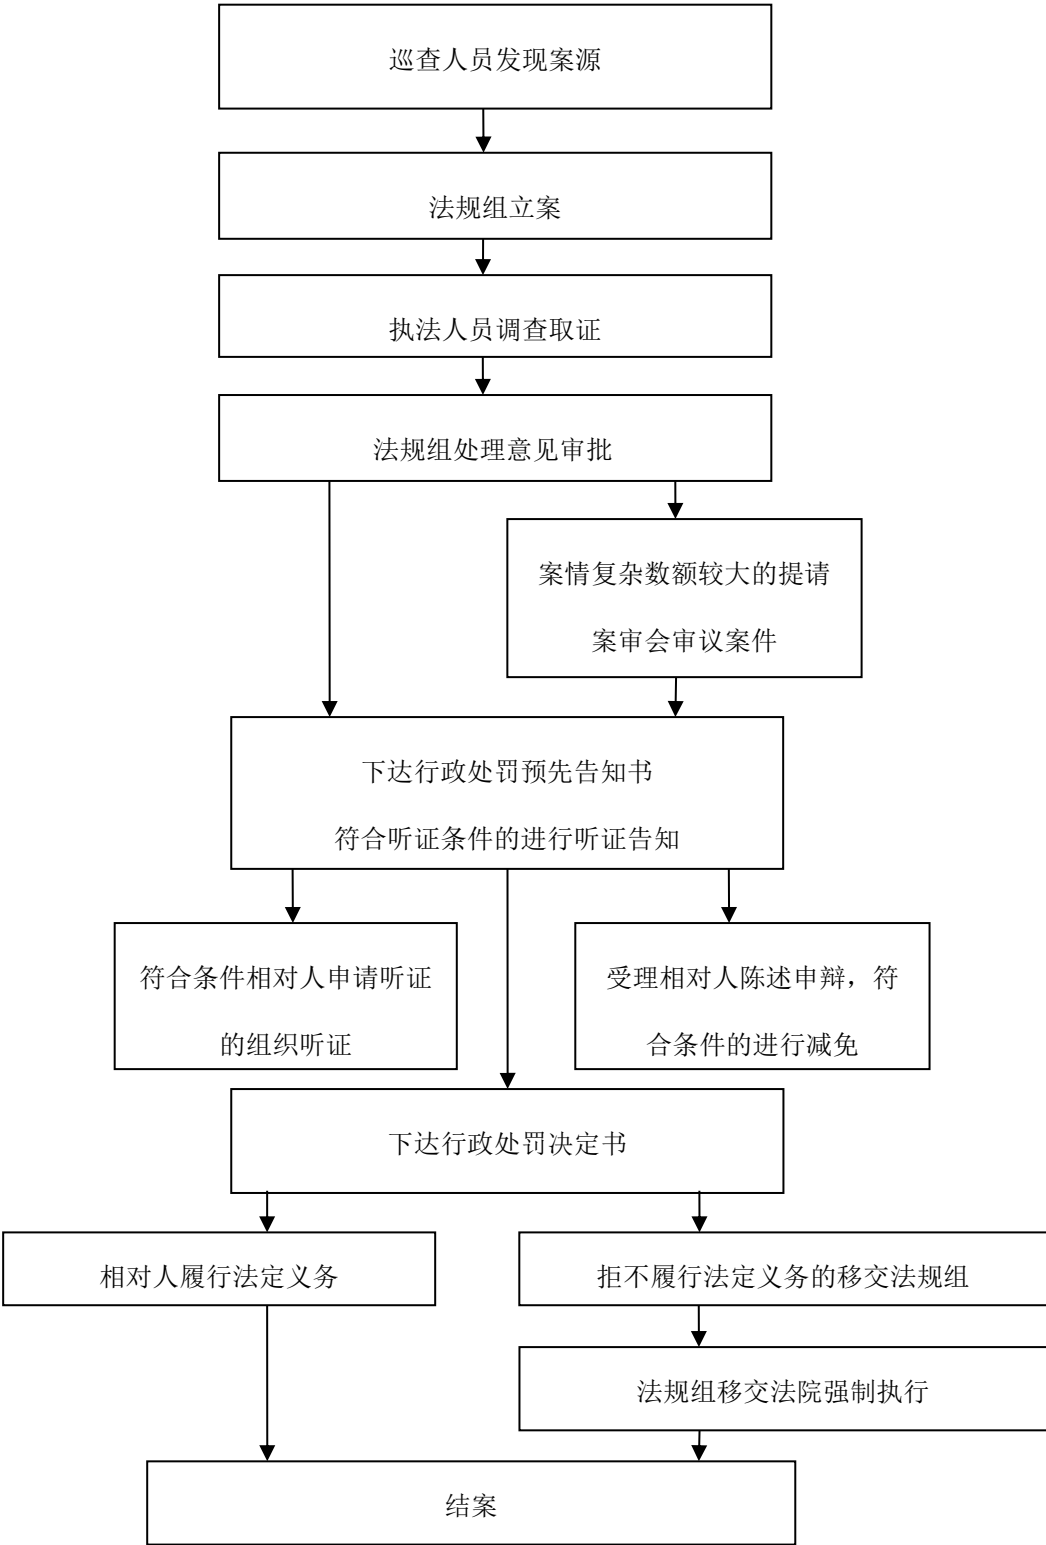 巡查人员发现案源
法规组立案
执法人员调查取证
法规组处理意见审批
案情复杂数额较大的提请
案审会审议案件
下达行政处罚预先告知书
符合听证条件的进行听证告知
符合条件相对人申请听证
的组织听证
受理相对人陈述申辩，符
合条件的进行减免
下达行政处罚决定书
相对人履行法定义务
拒不履行法定义务的移交法规组
法规组移交法院强制执行
结案